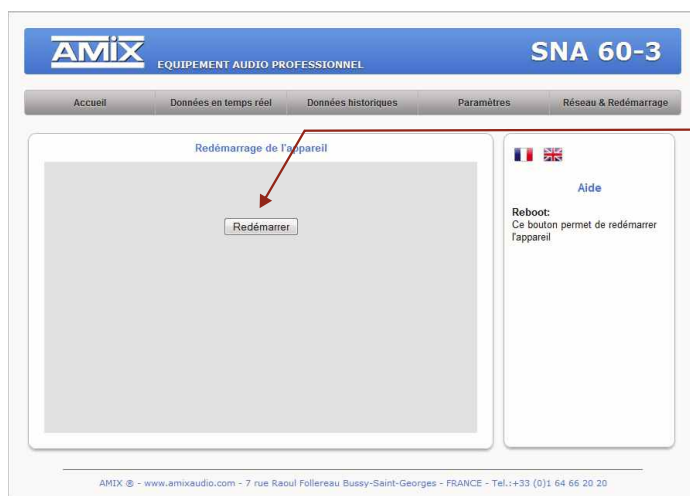 AMIX
EQUIPEMENT AUDIO PROFESSIONNEL
SNA 60-3
Accueil
Données en temps réel
Données historiques
Paramètres
Réseau & Redémarrage
Redémarrage de l'appareil
Redémarrer
Aide
Reboot:
Ce bouton permet de redémarrer
l'appareil
AMIX ® - www.amixaudio.com - 7 rue Raoul Follereau Bussy-Saint-Georges - FRANCE - Tel.:+33 (0)1 64 66 20 20